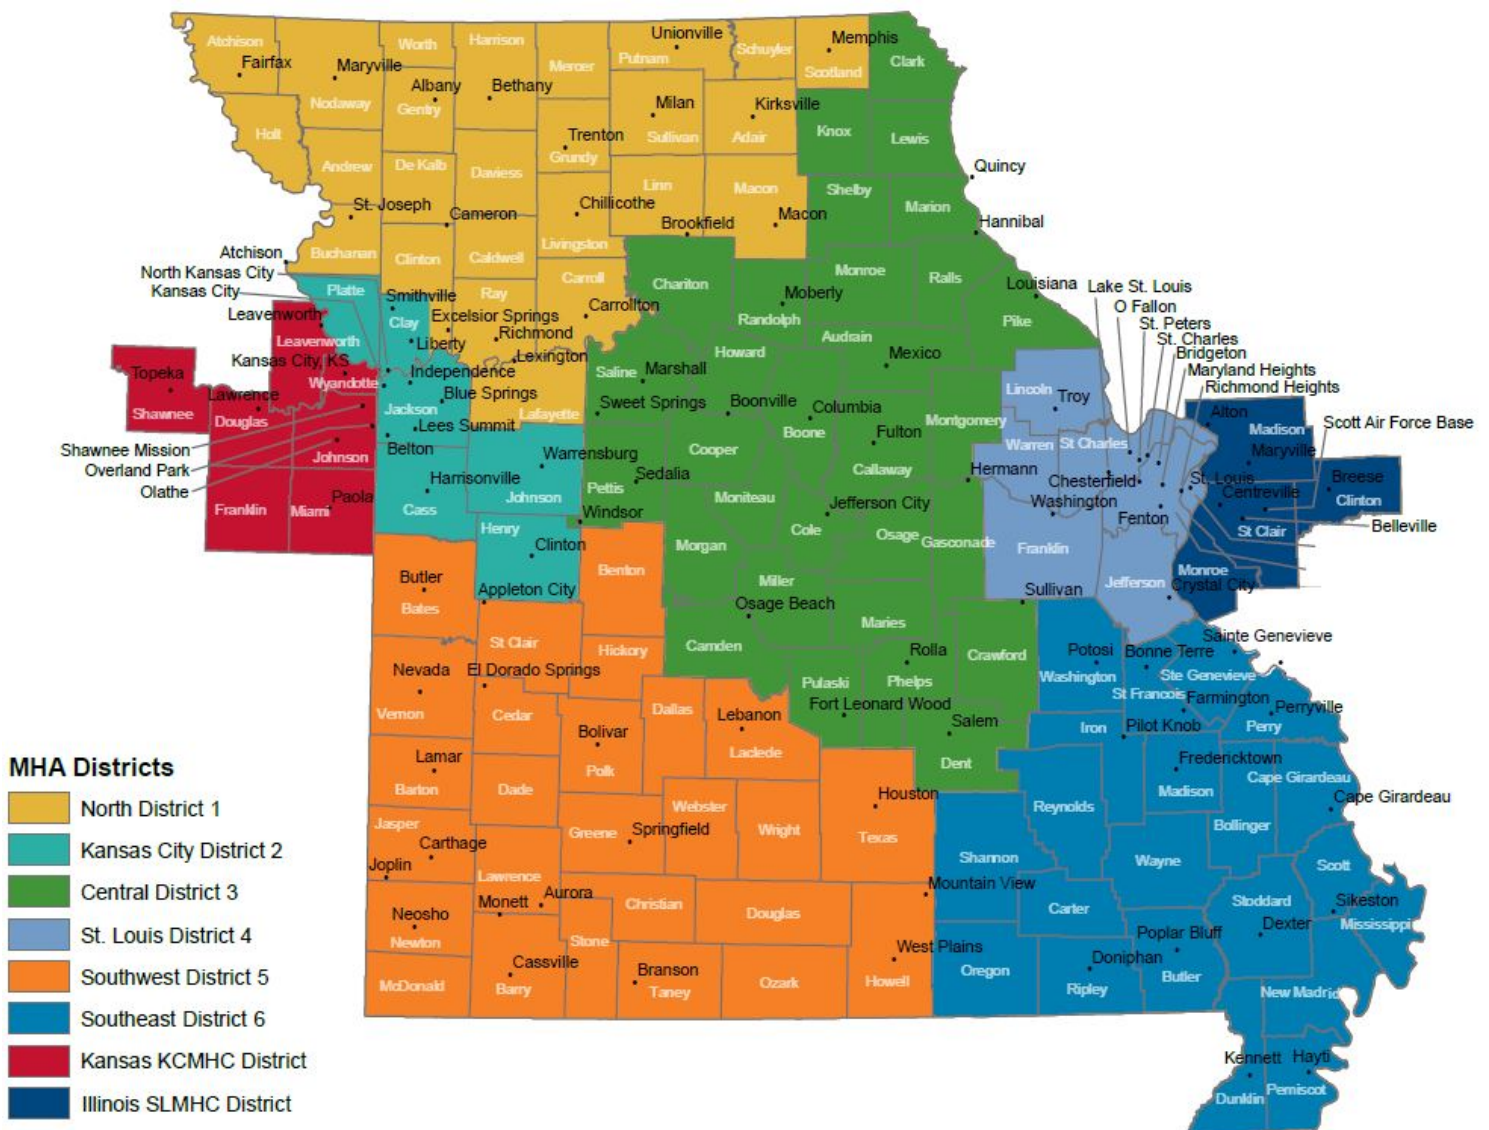 Atchison
Fairfax
Maryville
Nodaway
Worth
Albany
Gentry
Harrison
Bethany
Mercer
Unionville
Putnam
Schuyler
Memphis
Scotland
Clark
Holt
Andrew
De Kalb
Daviess
Trenton
Grundy
Milan
Sullivan
Kirksville
Adair
Knox
Lewis
Quincy
St. Joseph
Buchanan
Cameron
Clinton
Caldwell
Chillicothe
Livingston
Linn
Brookfield
Macon
Macon
Shelby
Marion
Hannibal
Atchison
North Kansas City
Kansas City
Leavenworth
Leavenworth
Platte
Smithville
Clay
Liberty
Ray
Excelsior Springs
Richmond
Lexington
Carroll
Carrollton
Chariton
Moberly
Randolph
Monroe
Ralls
Louisiana
Pike
Lake St. Louis
O Fallon
St. Peters
St. Charles
Bridgeton
Maryland Heights
Richmond Heights
Scott Air Force Base
Topeka
Shawnee
Lawrence
Douglas
Kansas City, KS
Wyandotte
Independence
Blue Springs
Jackson
Lees Summit
Lafayette
Saline
Marshall
Sweet Springs
Howard
Boonville
Audrain
Mexico
Columbia
Boone
Fulton
Callaway
Montgomery
Lincoln
Troy
Warren
St Charles
Alton
Madison
Maryville
Shawnee Mission
Overland Park
Olathe
Johnson
Franklin
Miami
Paola
Belton
Harrisonville
Cass
Warrensburg
Johnson
Henry
Clinton
Appleton City
Windsor
Pettis
Sedalia
Cooper
Moniteau
Morgan
Cole
Jefferson City
Osage
Gasconade
Hermann
Washington
Chesterfield
St. Louis
Fenton
Franklin
Sullivan
Jefferson
Centreville
Breese
Clinton
Belleville
St Clair
Monroe
Crystal City
Butler
Bates
St Clair
Benton
Hickory
Miller
Osage Beach
Camden
Maries
Rolla
Phelps
Pulaski
Fort Leonard Wood
Crawford
Salem
Dent
Potosi
Washington
Bonne Terre
St Francois
Sainte Genevieve
Ste Genevieve
Farmington
Perryville
Perry
Nevada
Vernon
El Dorado Springs
Cedar
Bolivar
Polk
Dallas
Lebanon
Laclede
Iron
Pilot Knob
Fredericktown
Madison
Cape Girardeau
Cape Girardeau
Lamar
Barton
Dade
Greene
Springfield
Webster
Wright
Houston
Texas
Reynolds
Bollinger
Shannon
Wayne
Scott
Jasper
Carthage
Joplin
Lawrence
Aurora
Monett
Christian
Douglas
Mountain View
Carter
Stoddard
Dexter
Sikeston
Mississippi
Neosho
Newton
McDonald
Cassville
Barry
Stone
Branson
Taney
Ozark
West Plains
Howell
Oregon
Doniphan
Ripley
Poplar Bluff
Butler
New Madrid
Kennett
Dunklin
Hayti
Pemiscot
MHA Districts
North District 1
Kansas City District 2
Central District 3
St. Louis District 4
Southwest District 5
Southeast District 6
Kansas KCMHC District
Illinois SLMHC District